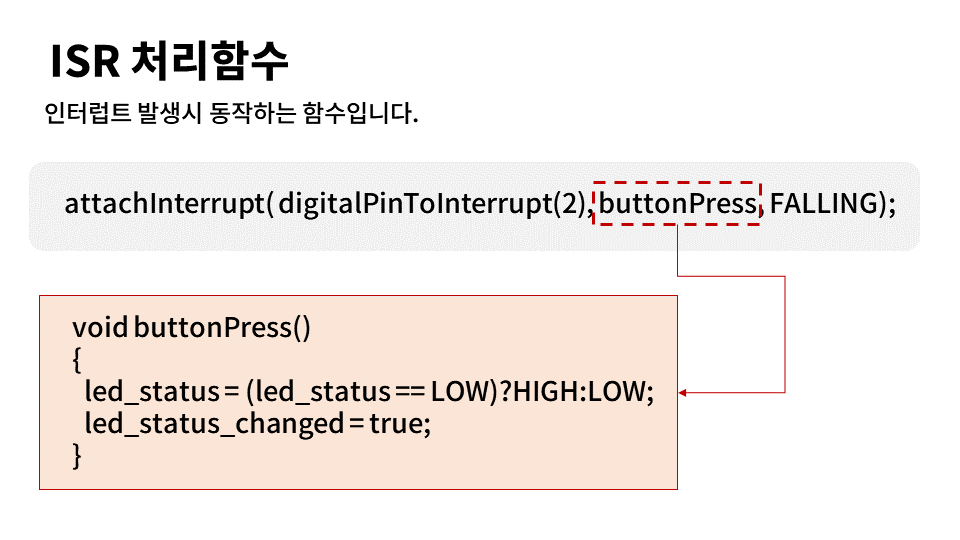 ISR 처리함수
인터럽트 발생시 동작하는 함수입니다.
attachInterrupt( digitalPinToInterrupt(2), buttonPress, FALLING);
void buttonPress()
{
led_status = (led_status == LOW)?HIGH:LOW;
led_status_changed = true;
}